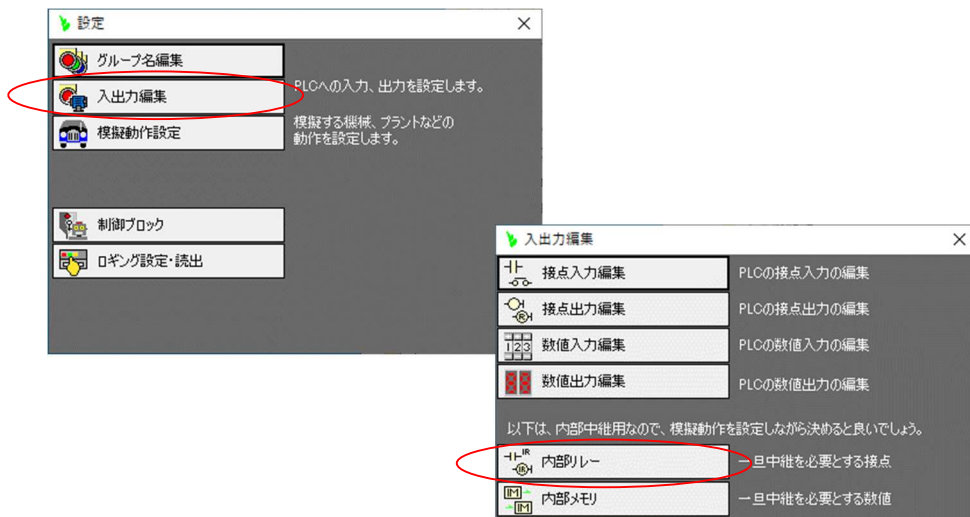 設定
グループ名編集
入出力編集
PLCへの入力、出力を設定します。
模擬動作設定
模擬する機械、プラントなどの
動作を設定します。
制御ブロック
ロギング設定・読出
入出力編集
接点入力編集
PLCの接点入力の編集
接点出力編集
PLCの接点出力の編集
123
数値入力編集
PLCの数値入力の編集
数値出力編集
PLCの数値出力の編集
以下は、内部中継用なので、模擬動作を設定しながら決めると良いでしょう。
IR
IR
内部リレー
一旦中継を必要とする接点
IM
IM
内部メモリ
一旦中継を必要とする数値